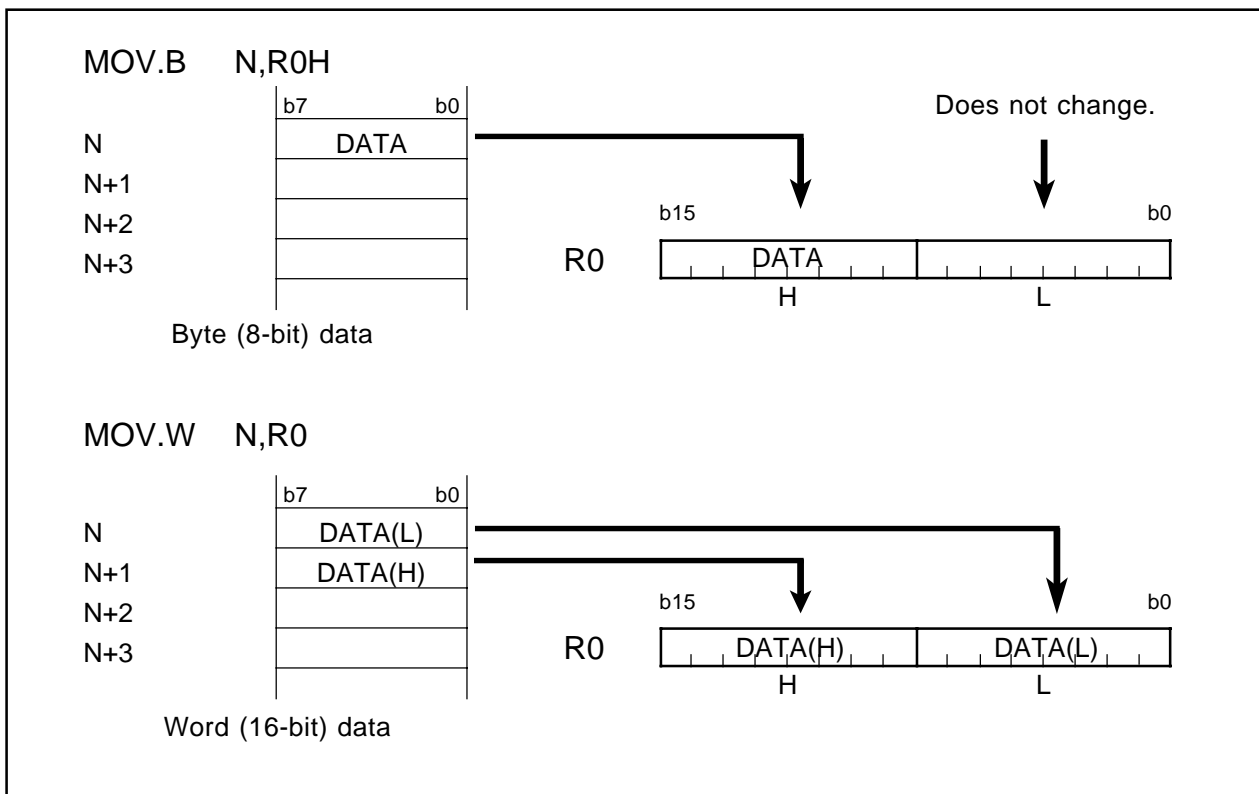 MOV.B N,R0H
b7 b0
Does not change.
N DATA
N+1
N+2
N+3
b15 b0
R0 DATA
H L
Byte (8-bit) data
MOV.W N,R0
b7 b0
N DATA(L)
N+1 DATA(H)
N+2
N+3
b15 b0
R0 DATA(H) DATA(L)
H L
Word (16-bit) data